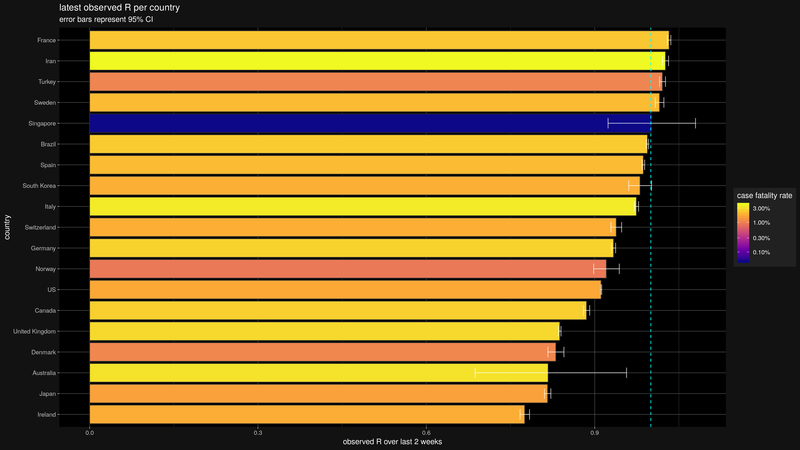 latest observed R per country
error bars represent 95% CI
country
France
Iran
Turkey
Sweden
Singapore
Brazil
Spain
South Korea
Italy
Switzerland
Germany
Norway
US
Canada
United Kingdom
Denmark
Australia
Japan
Ireland
0.0 0.3 0.6 0.9
observed R over last 2 weeks
case fatality rate
3.00%
1.00%
0.30%
0.10%